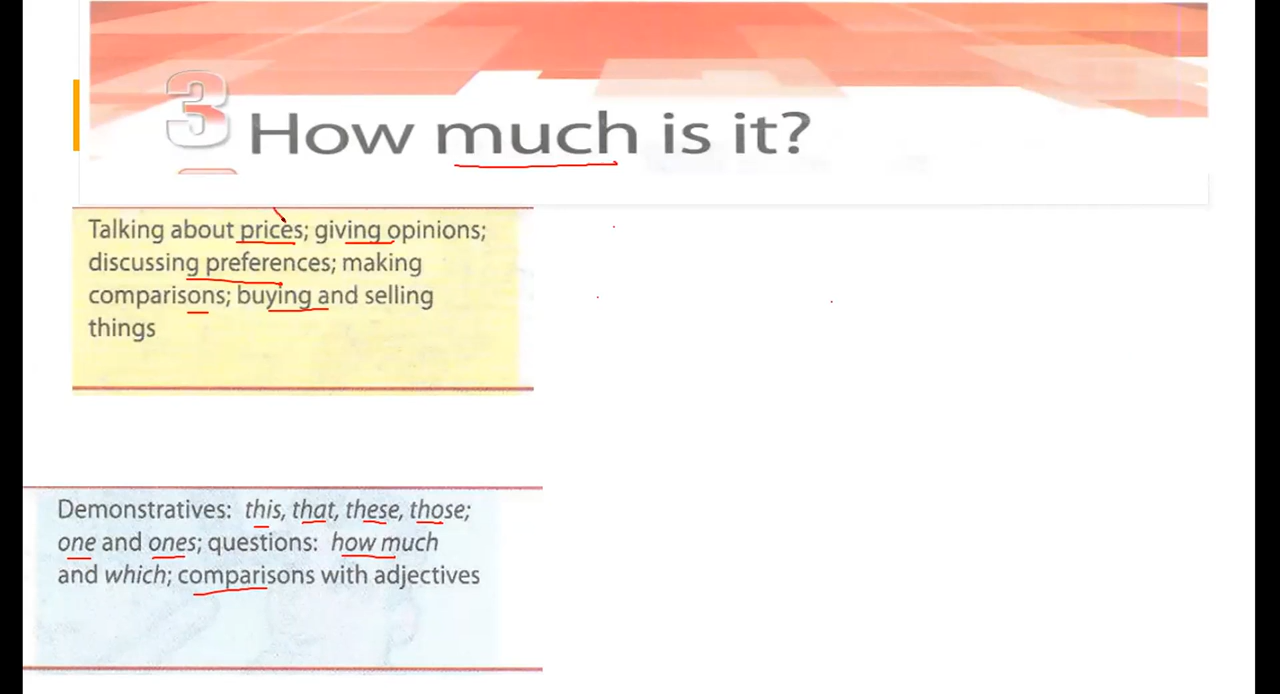 3 How much is it?
Talking about prices; giving opinions;
discussing preferences; making
comparisons; buying and selling
things
Demonstratives: this, that, these, those;
one and ones; questions: how much
and which; comparisons with adjectives